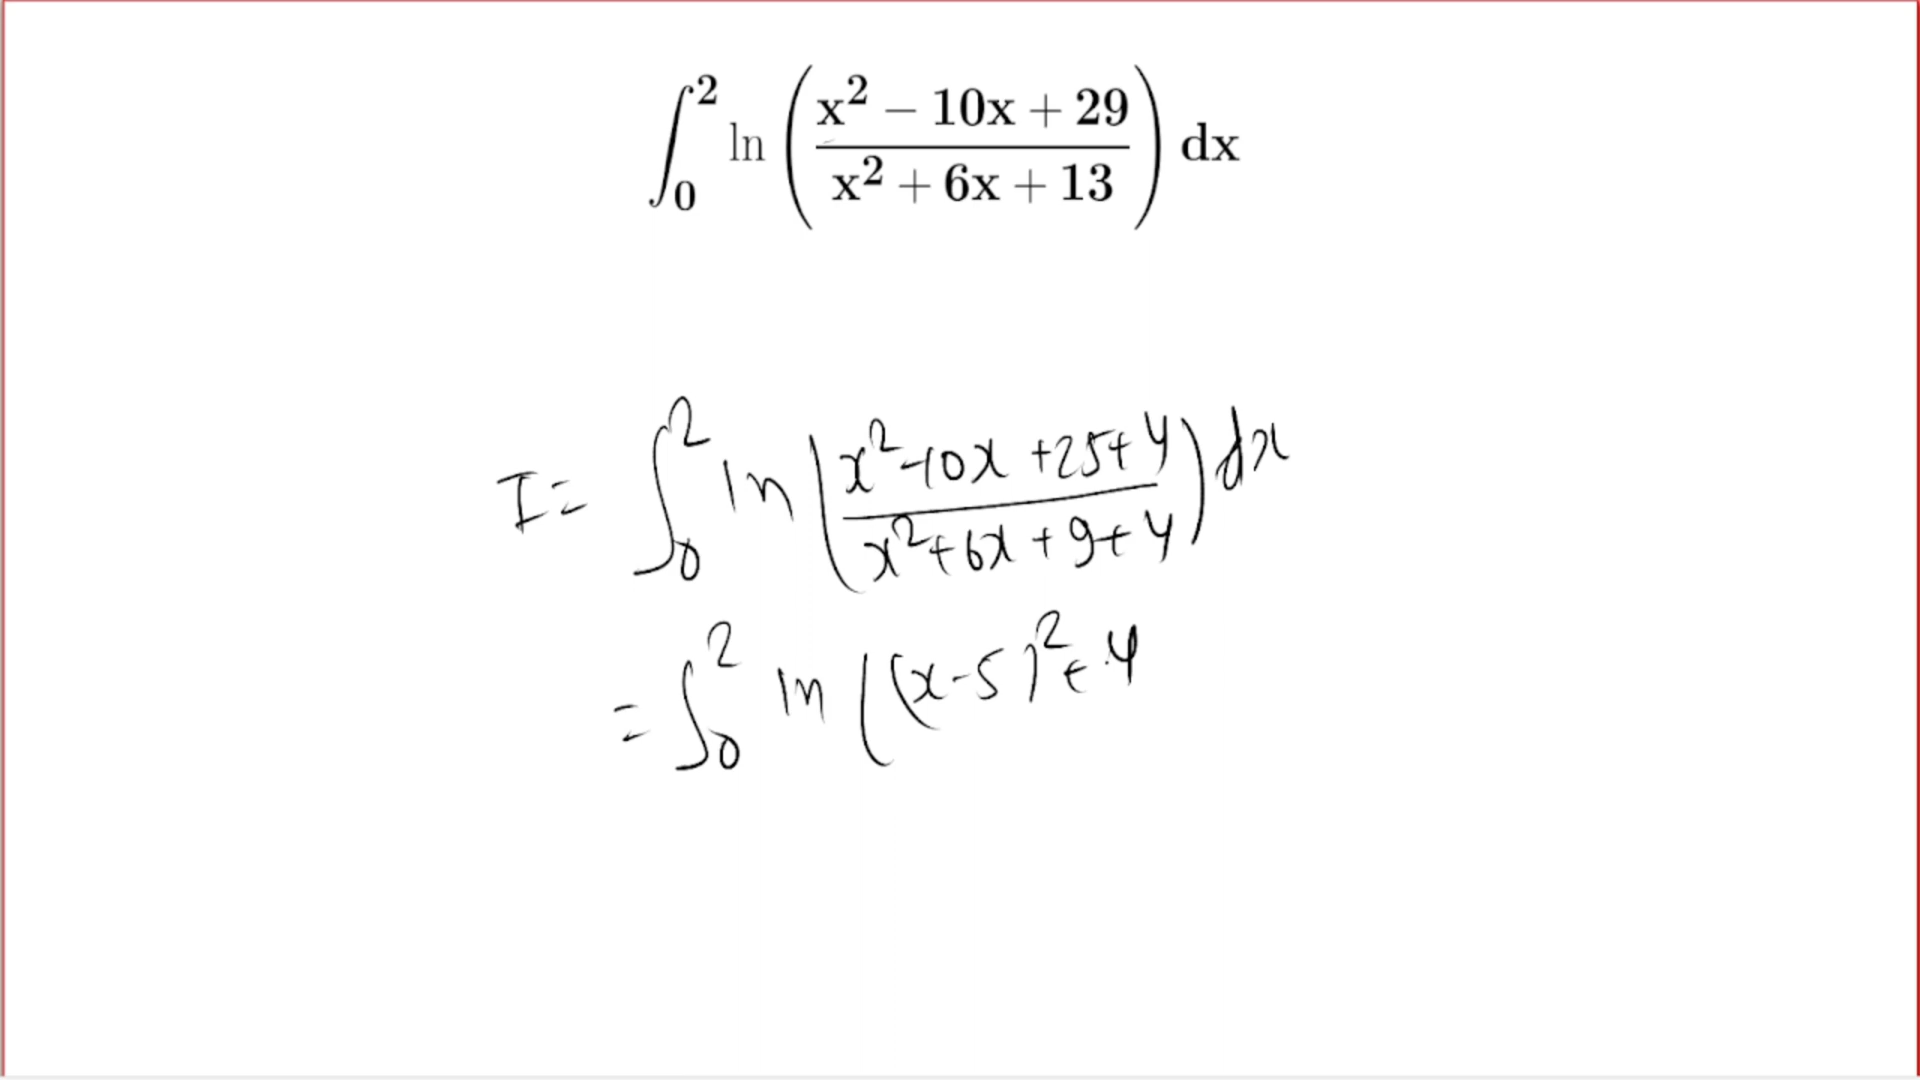 ∫₀² ln((x² − 10x + 29)/(x² + 6x + 13)) dx
I = ∫₀² ln((x² - 10x + 25 + 4)/(x² + 6x + 9 + 4)) dx
= ∫₀² ln((x-5)² + 4